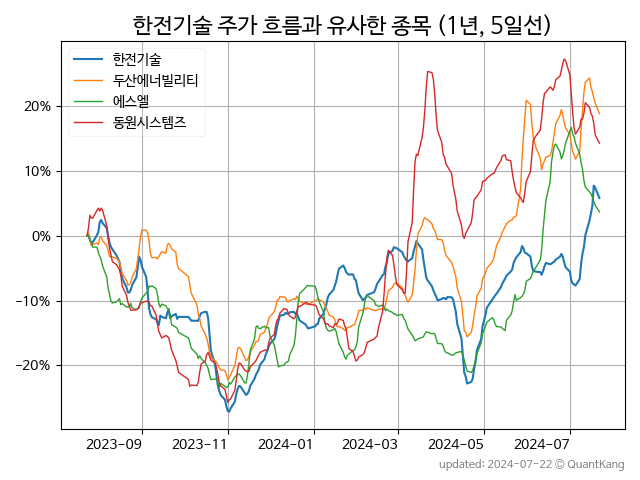 한전기술 주가 흐름과 유사한 종목 (1년, 5일선)
한전기술
두산에너빌리티
에스엘
동원시스템즈
20%
10%
0%
−10%
−20%
2023-09 2023-11 2024-01 2024-03 2024-05 2024-07
updated: 2024-07-22 © QuantKang